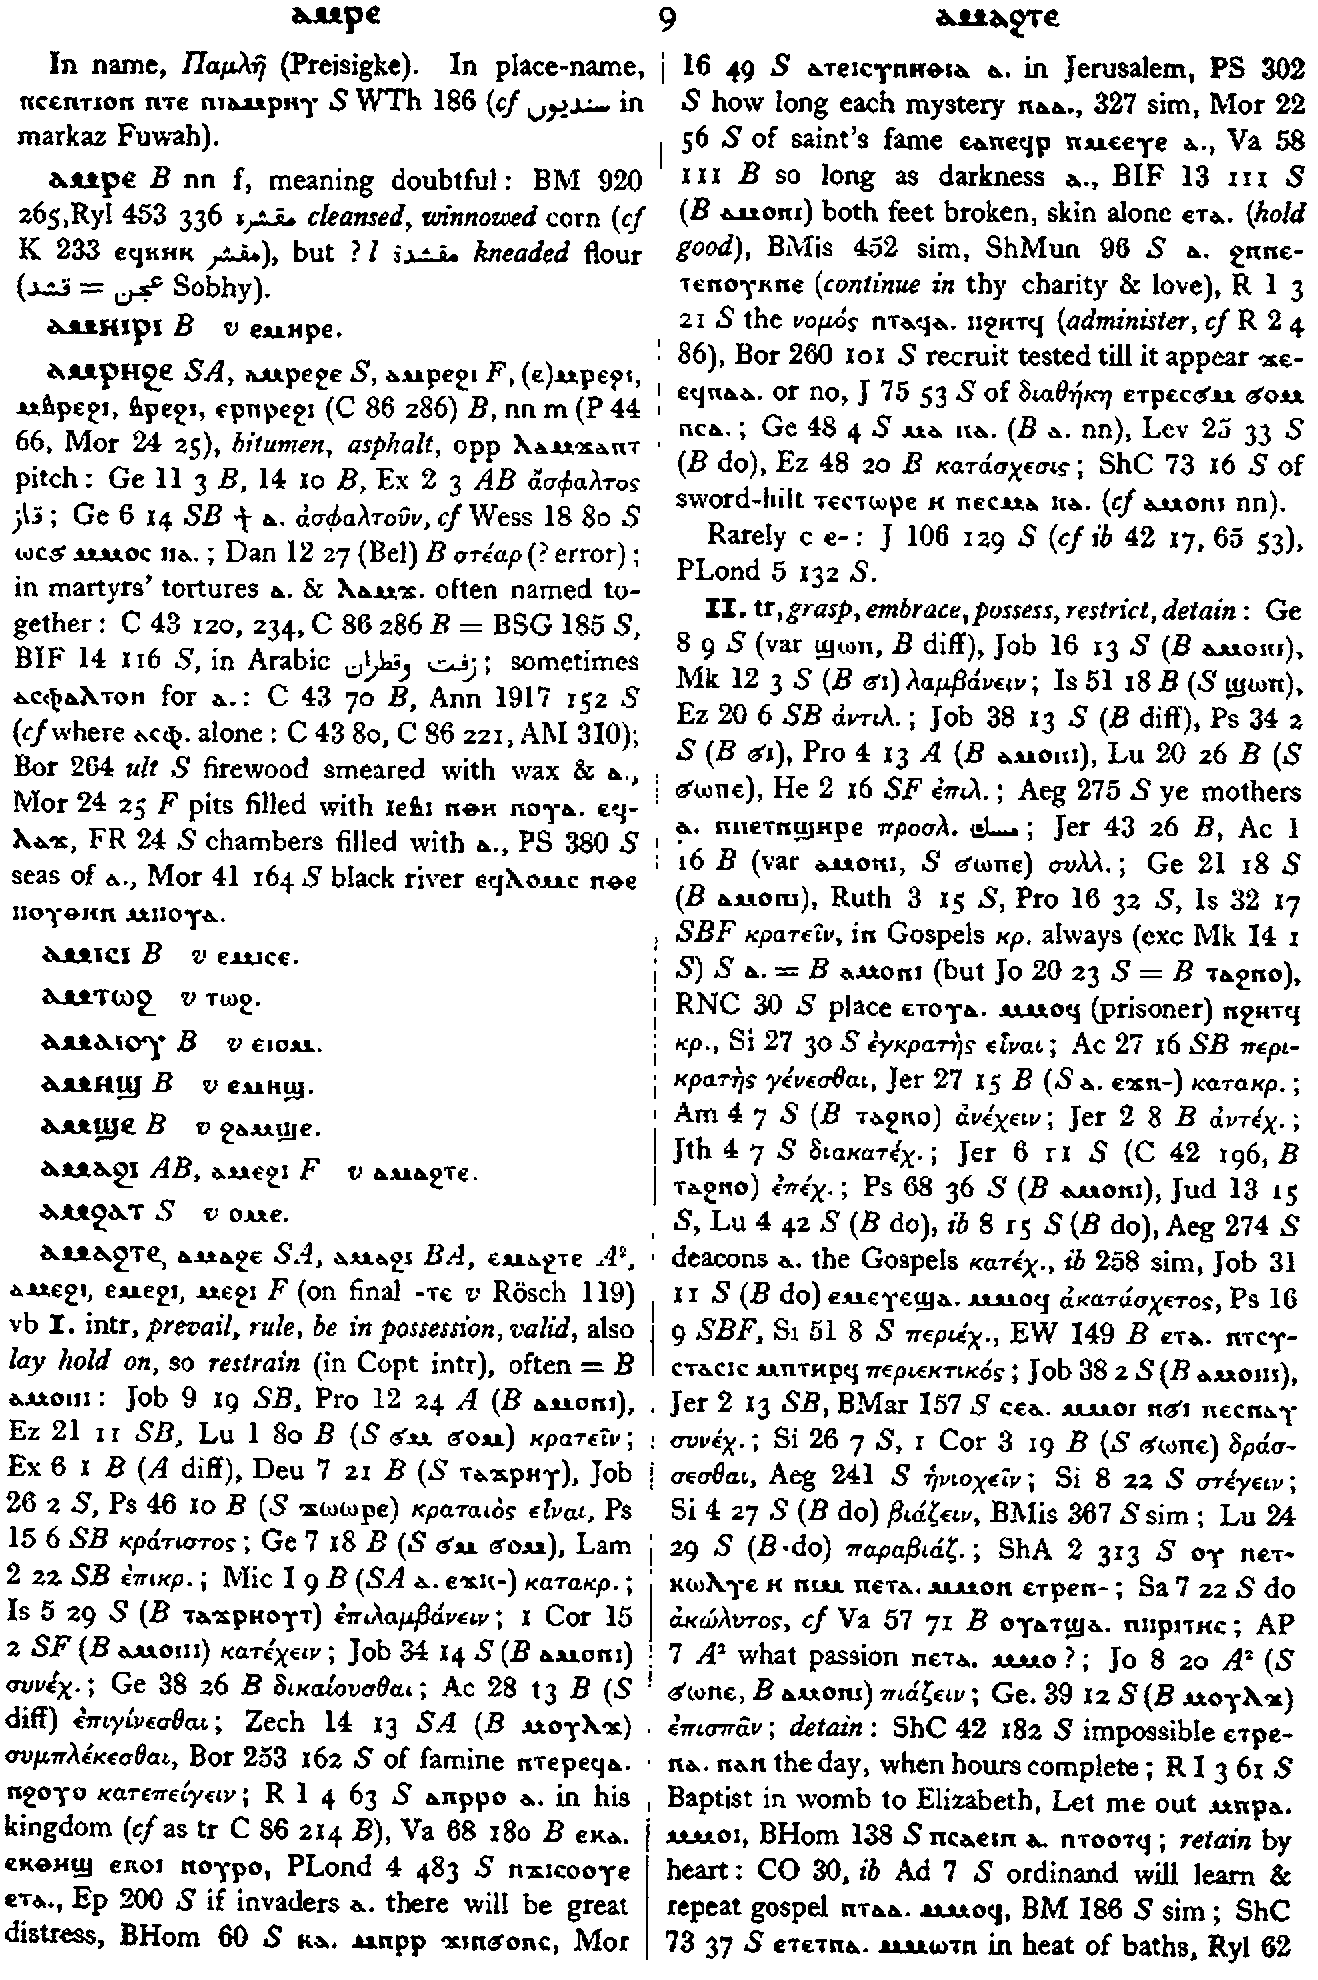 ⲁⲙⲣⲉ 9 ⲁⲙⲁϩⲧⲉ
In name, Παμλῆ (Preisigke). In place-name,
ⲡⲥⲉⲛⲧⲓⲟⲛ ⲛⲧⲉ ⲡⲓⲁⲙⲣⲏⲩ S WTh 186 (cf سنديون in
markaz Fuwah).
ⲁⲙⲣⲉ B nn f, meaning doubtful: BM 920
265, Ryl 453 336 مقشرة cleansed, winnowed corn (cf
K 233 ⲉϥⲕⲏⲕ مقشر), but ? l مقشدة kneaded flour
(قشد = عجن Sobhy).
ⲁⲙⲏⲓⲣⲓ B v ⲉⲙⲏⲣⲉ.
ⲁⲙⲣⲏϩⲉ SA, ⲁⲙⲣⲉϩⲉ S, ⲁⲙⲣⲉϩⲓ F, (ⲉ)ⲙⲣⲉϩⲓ,
ⲙⲃⲣⲉϩⲓ, ⲃⲣⲉϩⲓ, ⲉⲣⲡⲣⲉϩⲓ (C 86 286) B, nn m (P 44
66, Mor 24 25), bitumen, asphalt, opp ⲗⲁⲙϫⲁⲡⲧ
pitch: Ge 11 3 B, 14 10 B, Ex 2 3 AB ἄσφαλτος
قار; Ge 6 14 SB ϯ ⲁ. ἀσφαλτοῦν, cf Wess 18 80 S
ⲱⲥϭ ⲙⲙⲟⲥ ⲛⲁ.; Dan 12 27 (Bel) B στέαρ (? error);
in martyrs' tortures ⲁ. & ⲗⲁⲙϫ. often named to-
gether: C 43 120, 234, C 86 286 B = BSG 185 S,
BIF 14 116 S, in Arabic زفت وقطران; sometimes
ⲁⲥⲫⲁⲗⲧⲟⲛ for ⲁ.: C 43 70 B, Ann 1917 152 S
(cf where ⲁⲥⲫ. alone: C 43 80, C 86 221, AM 310);
Bor 264 ult S firewood smeared with wax & ⲁ.,
Mor 24 25 F pits filled with ⲓⲉⲃⲓ ⲛⲑⲏ ⲛⲟⲩⲁ. ⲉϥ-
ⲗⲁϫ, FR 24 S chambers filled with ⲁ., PS 380 S
seas of ⲁ., Mor 41 164 S black river ⲉϥⲗⲟⲙⲥ ⲛⲑⲉ
ⲛⲟⲩⲑⲏⲛ ⲙⲛⲟⲩⲁ.
ⲁⲙⲓⲥⲓ B v ⲉⲙⲓⲥⲉ.
ⲁⲙⲧⲱϩ v ⲧⲱϩ.
ⲁⲙⲁⲓⲟⲩ B v ⲉⲓⲟⲙ.
ⲁⲙⲏϣ B v ⲉⲙⲏϣ.
ⲁⲙϣⲉ B v ϩⲁⲙϣⲉ.
ⲁⲙⲁϩⲓ AB, ⲁⲙⲉϩⲓ F v ⲁⲙⲁϩⲧⲉ.
ⲁⲙϩⲁⲧ S v ⲟⲙⲉ.
ⲁⲙⲁϩⲧⲉ, ⲁⲙⲁϩⲉ SA, ⲁⲙⲁϩⲓ BA, ⲉⲙⲁϩⲧⲉ A²,
ⲁⲙⲉϩⲓ, ⲉⲙⲉϩⲓ, ⲙⲉϩⲓ F (on final -ⲧⲉ v Rösch 119)
vb I. intr, prevail, rule, be in possession, valid, also
lay hold on, so restrain (in Copt intr), often = B
ⲁⲙⲟⲛⲓ: Job 9 19 SB, Pro 12 24 A (B ⲁⲙⲟⲛⲓ),
Ez 21 11 SB, Lu 1 80 B (S ϭⲙ ϭⲟⲙ) κρατεῖν;
Ex 6 1 B (A diff), Deu 7 21 B (S ⲧⲁϫⲣⲏⲩ), Job
26 2 S, Ps 46 10 B (S ϫⲱⲱⲣⲉ) κραταιὸς εἶναι, Ps
15 6 SB κράτιστος; Ge 7 18 B (S ϭⲙ ϭⲟⲙ), Lam
2 22 SB ἐπικρ.; Mic 1 9 B (SA ⲁ. ⲉϫⲛ-) κατακρ.;
Is 5 29 S (B ⲧⲁϫⲣⲏⲟⲩⲧ) ἐπιλαμβάνειν; 1 Cor 15
2 SF (B ⲁⲙⲟⲛⲓ) κατέχειν; Job 34 14 S (B ⲁⲙⲟⲛⲓ)
συνέχ.; Ge 38 26 B δικαίουσθαι; Ac 28 13 B (S
diff) ἐπιγίνεσθαι; Zech 14 13 SA (B ⲙⲟⲩⲗϫ)
συμπλέκεσθαι, Bor 253 162 S of famine ⲛⲧⲉⲣⲉϥⲁ.
ⲛϩⲟⲩⲟ κατεπείγειν; R 1 4 63 S ⲁⲛⲣⲣⲟ ⲁ. in his
kingdom (cf as tr C 86 214 B), Va 68 180 B ⲉⲕⲁ.
ⲉⲕⲑⲏϣ ⲉⲕⲟⲓ ⲛⲟⲩⲣⲟ, PLond 4 483 S ⲛϫⲓⲥⲟⲟⲩⲉ
ⲉⲧⲁ., Ep 200 S if invaders ⲁ. there will be great
distress, BHom 60 S ⲕⲁ. ⲙⲡⲣⲣ ϫⲓⲛϭⲟⲛⲥ, Mor
16 49 S ⲁⲧⲉⲓⲥⲩⲛⲏⲑⲓⲁ ⲁ. in Jerusalem, PS 302
S how long each mystery ⲛⲁⲁ., 327 sim, Mor 22
56 S of saint's fame ⲉⲁⲡⲉϥⲣ ⲡⲙⲉⲉⲩⲉ ⲁ., Va 58
111 B so long as darkness ⲁ., BIF 13 111 S
(B ⲁⲙⲟⲛⲓ) both feet broken, skin alone ⲉⲧⲁ. (hold
good), BMis 452 sim, ShMun 96 S ⲁ. ϩⲛⲛⲉ-
ⲧⲉⲛⲟⲩⲕⲛⲉ (continue in thy charity & love), R 1 3
21 S the νομός ⲛⲧⲁϥⲁ. ⲛϩⲏⲧϥ (administer, cf R 2 4
86), Bor 260 101 S recruit tested till it appear ϫⲉ-
ⲉϥⲛⲁⲁ. or no, J 75 53 S of διαθήκη ⲉⲧⲣⲉⲥϭⲙ ϭⲟⲙ
ⲛⲥⲁ.; Ge 48 4 S ⲙⲁ ⲛⲁ. (B ⲁ. nn), Lev 25 33 S
(B do), Ez 48 20 B κατάσχεσις; ShC 73 16 S of
sword-hilt ⲧⲉⲥⲧⲱⲣⲉ ⲏ ⲡⲉⲥⲙⲁ ⲛⲁ. (cf ⲁⲙⲟⲛⲓ nn).
Rarely c ⲉ-: J 106 129 S (cf ib 42 17, 65 53),
PLond 5 132 S.
II. tr, grasp, embrace, possess, restrict, detain: Ge
8 9 S (var ϣⲱⲡ, B diff), Job 16 13 S (B ⲁⲙⲟⲛⲓ),
Mk 12 3 S (B ϭⲓ) λαμβάνειν; Is 51 18 B (S ϣⲱⲡ),
Ez 20 6 SB ἀντιλ.; Job 38 13 S (B diff), Ps 34 2
S (B ϭⲓ), Pro 4 13 A (B ⲁⲙⲟⲛⲓ), Lu 20 26 B (S
ϭⲱⲡⲉ), He 2 16 SF ἐπιλ.; Aeg 275 S ye mothers
ⲁ. ⲛⲛⲉⲧⲛϣⲏⲣⲉ προσλ. مسك; Jer 43 26 B, Ac 1
16 B (var ⲁⲙⲟⲛⲓ, S ϭⲱⲡⲉ) συλλ.; Ge 21 18 S
(B ⲁⲙⲟⲛⲓ), Ruth 3 15 S, Pro 16 32 S, Is 32 17
SBF κρατεῖν, in Gospels κρ. always (exc Mk 14 1
S) S ⲁ. = B ⲁⲙⲟⲛⲓ (but Jo 20 23 S = B ⲧⲁϩⲛⲟ),
RNC 30 S place ⲉⲧⲟⲩⲁ. ⲙⲙⲟϥ (prisoner) ⲛϩⲏⲧϥ
κρ., Si 27 30 S ἐγκρατὴς εἶναι; Ac 27 16 SB περι-
κρατὴς γένεσθαι, Jer 27 15 B (S ⲁ. ⲉϫⲛ-) κατακρ.;
Am 4 7 S (B ⲧⲁϩⲛⲟ) ἀνέχειν; Jer 2 8 B ἀντέχ.;
Jth 4 7 S διακατέχ.; Jer 6 11 S (C 42 196, B
ⲧⲁϩⲛⲟ) ἐπέχ.; Ps 68 36 S (B ⲁⲙⲟⲛⲓ), Jud 13 15
S, Lu 4 42 S (B do), ib 8 15 S (B do), Aeg 274 S
deacons ⲁ. the Gospels κατέχ., ib 258 sim, Job 31
11 S (B do) ⲉⲙⲉⲩⲉϣⲁ. ⲙⲙⲟϥ ἀκατάσχετος, Ps 16
9 SBF, Si 51 8 S περιέχ., EW 149 B ⲉⲧⲁ. ⲛⲧⲥⲩ-
ⲥⲧⲁⲥⲓⲥ ⲙⲡⲧⲏⲣϥ περιεκτικός; Job 38 2 S (B ⲁⲙⲟⲛⲓ),
Jer 2 13 SB, BMar 157 S ⲥⲉⲁ. ⲙⲙⲟⲓ ⲛϭⲓ ⲛⲉⲥⲛⲁⲩ
συνέχ.; Si 26 7 S, 1 Cor 3 19 B (S ϭⲱⲡⲉ) δράσ-
σεσθαι, Aeg 241 S ἡνιοχεῖν; Si 8 22 S στέγειν;
Si 4 27 S (B do) βιάζειν, BMis 367 S sim; Lu 24
29 S (B do) παραβιάζ.; ShA 2 313 S ⲟⲩ ⲡⲉⲧ-
ⲕⲱⲗⲩⲉ ⲏ ⲛⲓⲙ ⲡⲉⲧⲁ. ⲙⲙⲟⲛ ⲉⲧⲣⲉⲛ-; Sa 7 22 S do
ἀκώλυτος, cf Va 57 71 B ⲟⲩⲁⲧϣⲁ. ⲡⲓⲣⲓⲧⲏⲥ; AP
7 A² what passion ⲡⲉⲧⲁ. ⲙⲙⲟ?; Jo 8 20 A² (S
ϭⲱⲡⲉ, B ⲁⲙⲟⲛⲓ) πιάζειν; Ge. 39 12 S (B ⲙⲟⲩⲗϫ)
ἐπισπᾶν; detain: ShC 42 182 S impossible ⲉⲧⲣⲉ-
ⲛⲁ. ⲛⲁⲛ the day, when hours complete; R 1 3 61 S
Baptist in womb to Elizabeth, Let me out ⲙⲡⲣⲁ.
ⲙⲙⲟⲓ, BHom 138 S ⲡⲥⲁⲉⲓⲛ ⲁ. ⲛⲧⲟⲟⲧϥ; retain by
heart: CO 30, ib Ad 7 S ordinand will learn &
repeat gospel ⲛⲧⲁⲁ. ⲙⲙⲟϥ, BM 186 S sim; ShC
73 37 S ⲉⲧⲉⲧⲛⲁ. ⲙⲙⲱⲧⲛ in heat of baths, Ryl 62